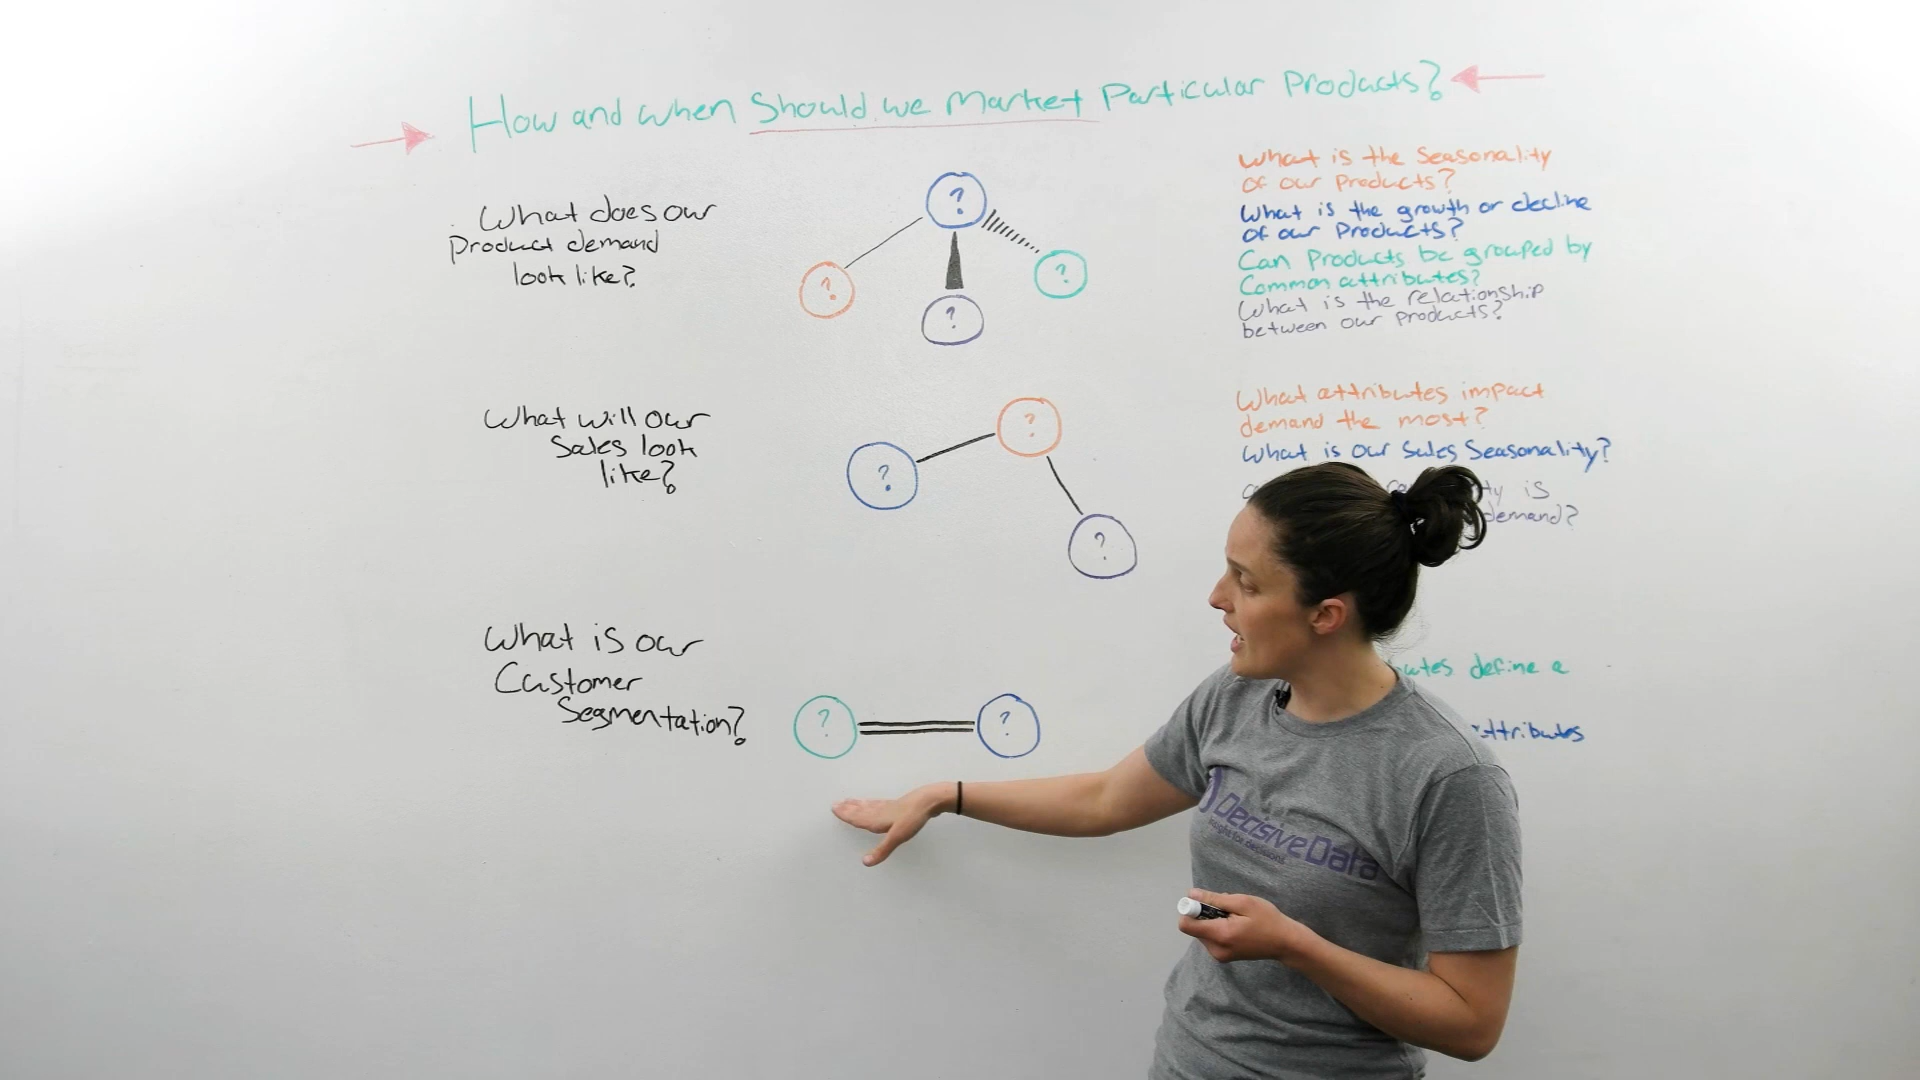 How and when Should we Market Particular Products?
What does our
Product demand
look like?
?
?
?
?
What is the Seasonality
of our Products?
What is the growth or decline
of our Products?
Can Products be grouped by
Common attributes?
What is the relationship
between our products?
What will our
Sales look
like?
?
?
?
What attributes impact
demand the most?
What is our Sales Seasonality?
is
demand?
What is our
Customer
Segmentation?
?
?
define a
attributes
DecisiveData